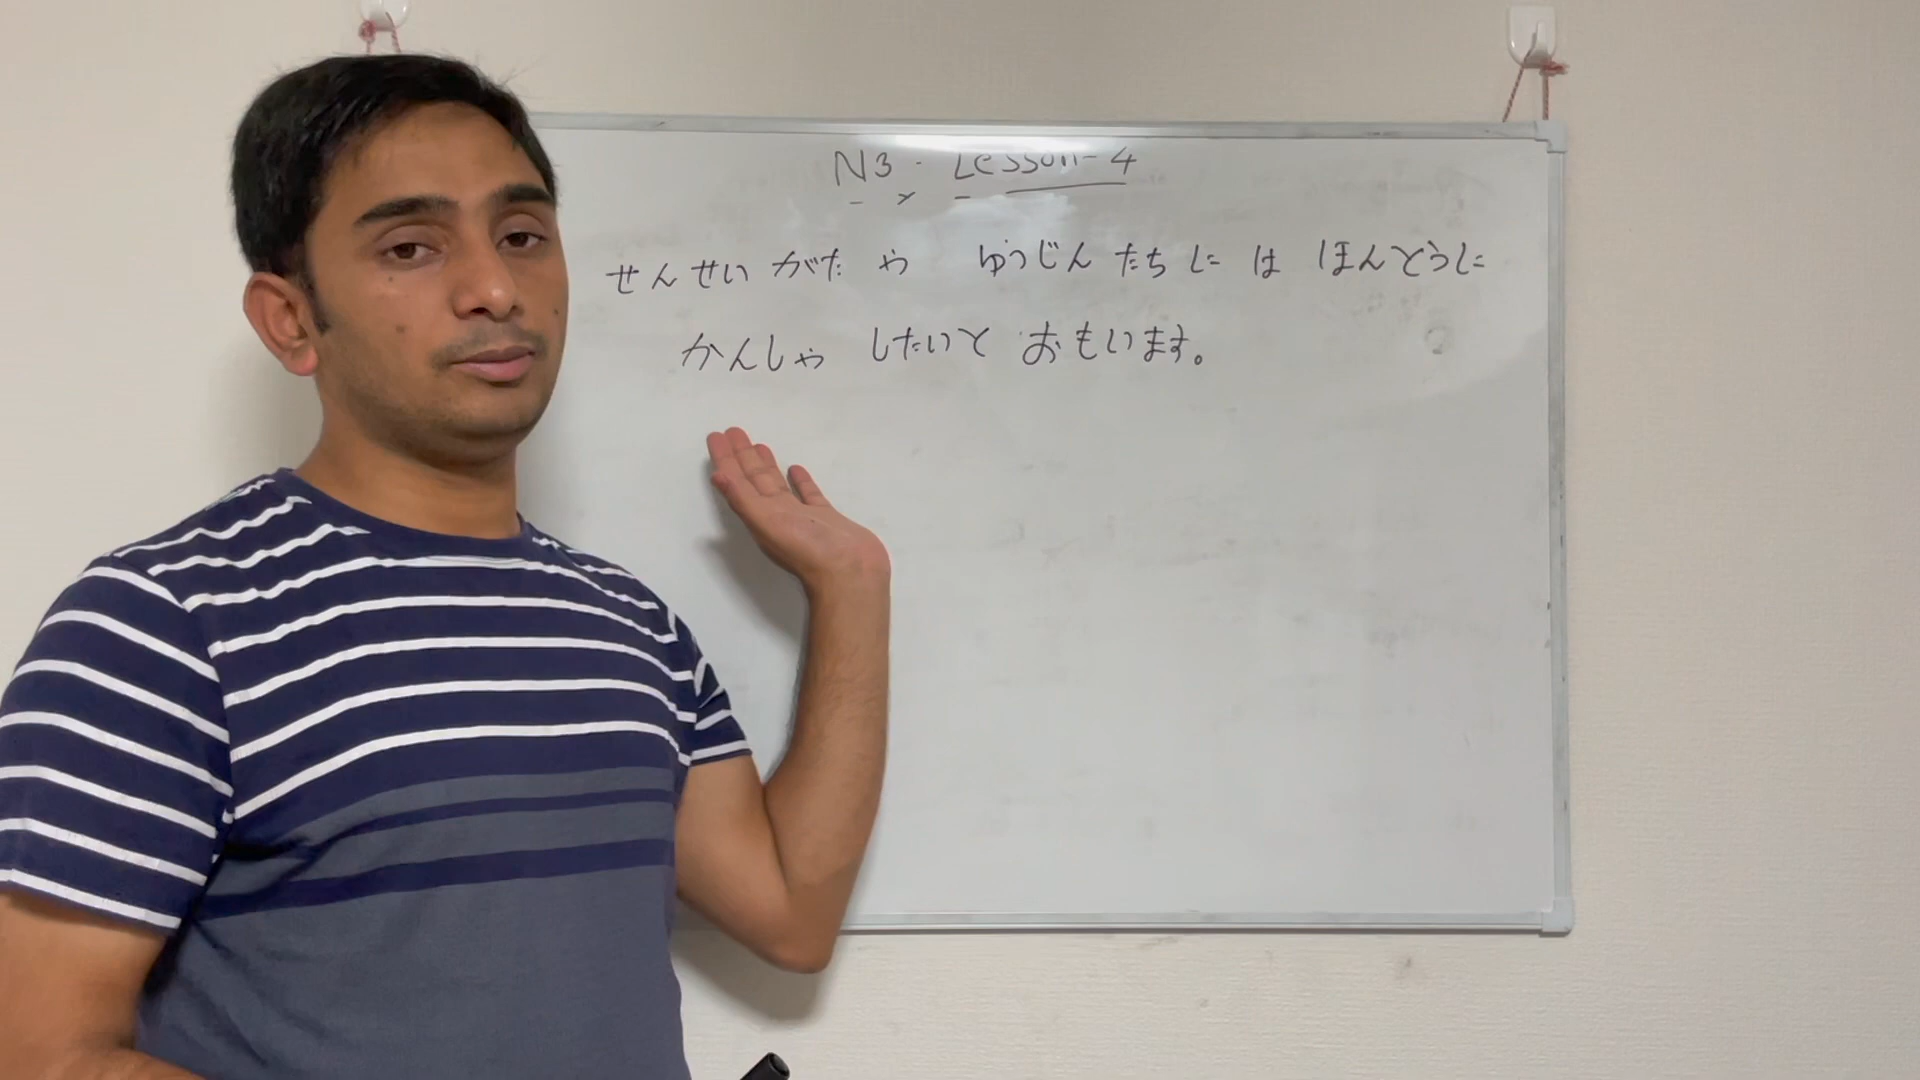 N3 - Lesson-4
せんせいがた や ゆうじんたちに は ほんとうに
かんしゃ したいと おもいます。